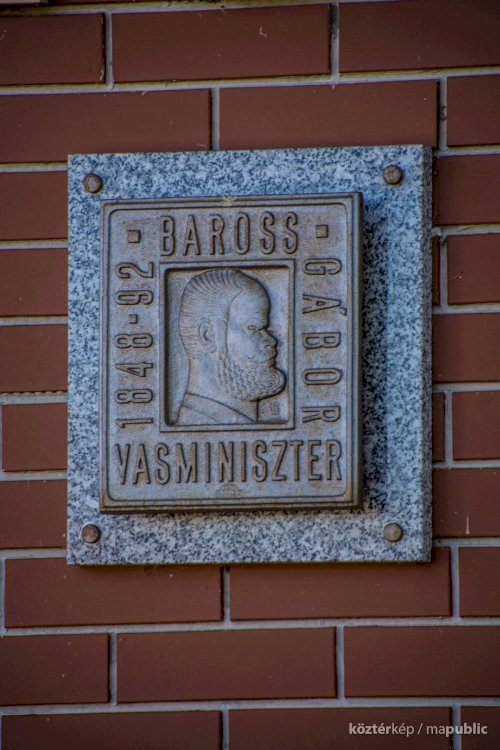 BAROSS
GÁBOR
1848-92
VASMINISZTER
köztérkép / mapublic